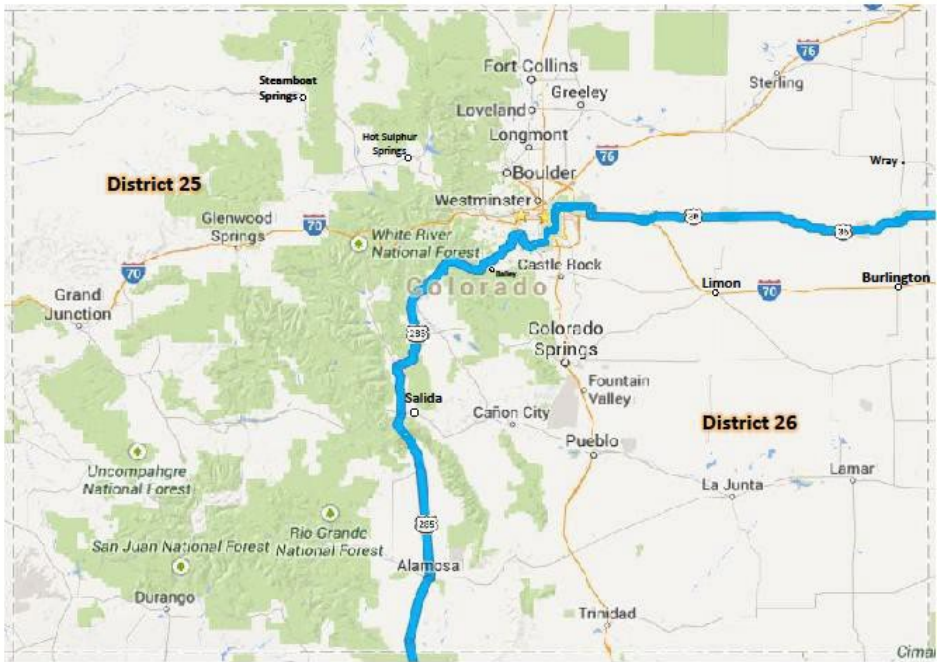 76
Fort Collins
Steamboat
Springs
Sterling
Greeley
Loveland
Hot Sulphur
Springs
Longmont
76
Wray
Boulder
District 25
Westminster
Glenwood
Springs
70
36
36
White River
National Forest
70
Castle Rock
Bailey
Colorado
Limon
70
Burlington
Grand
Junction
285
Colorado
Springs
Fountain
Valley
Salida
Cañon City
District 26
Pueblo
Uncompahgre
National Forest
La Junta
Lamar
285
Rio Grande
National Forest
San Juan National Forest
Alamosa
Durango
Trinidad
Cimar